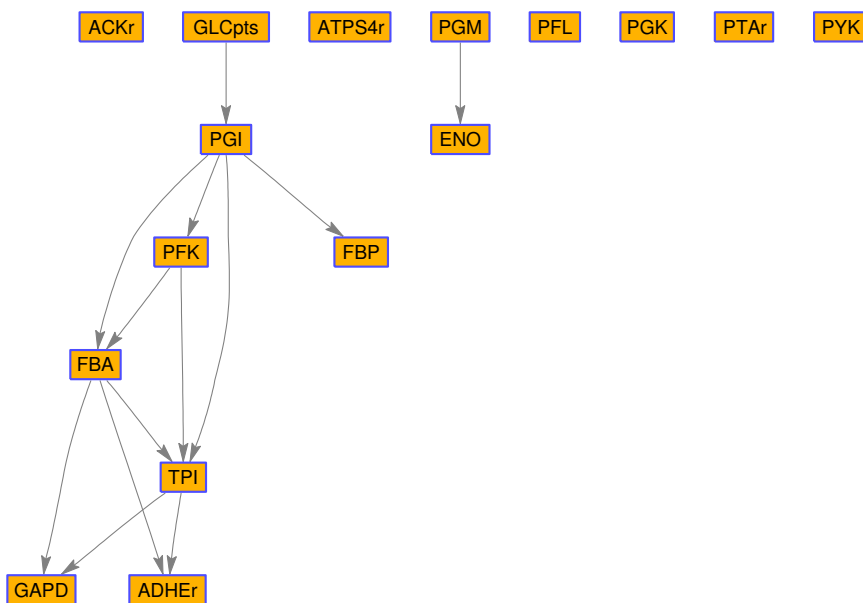 ACKr GLCpts ATPS4r PGM PFL PGK PTAr PYK
PGI ENO
PFK FBP
FBA
TPI
GAPD ADHEr